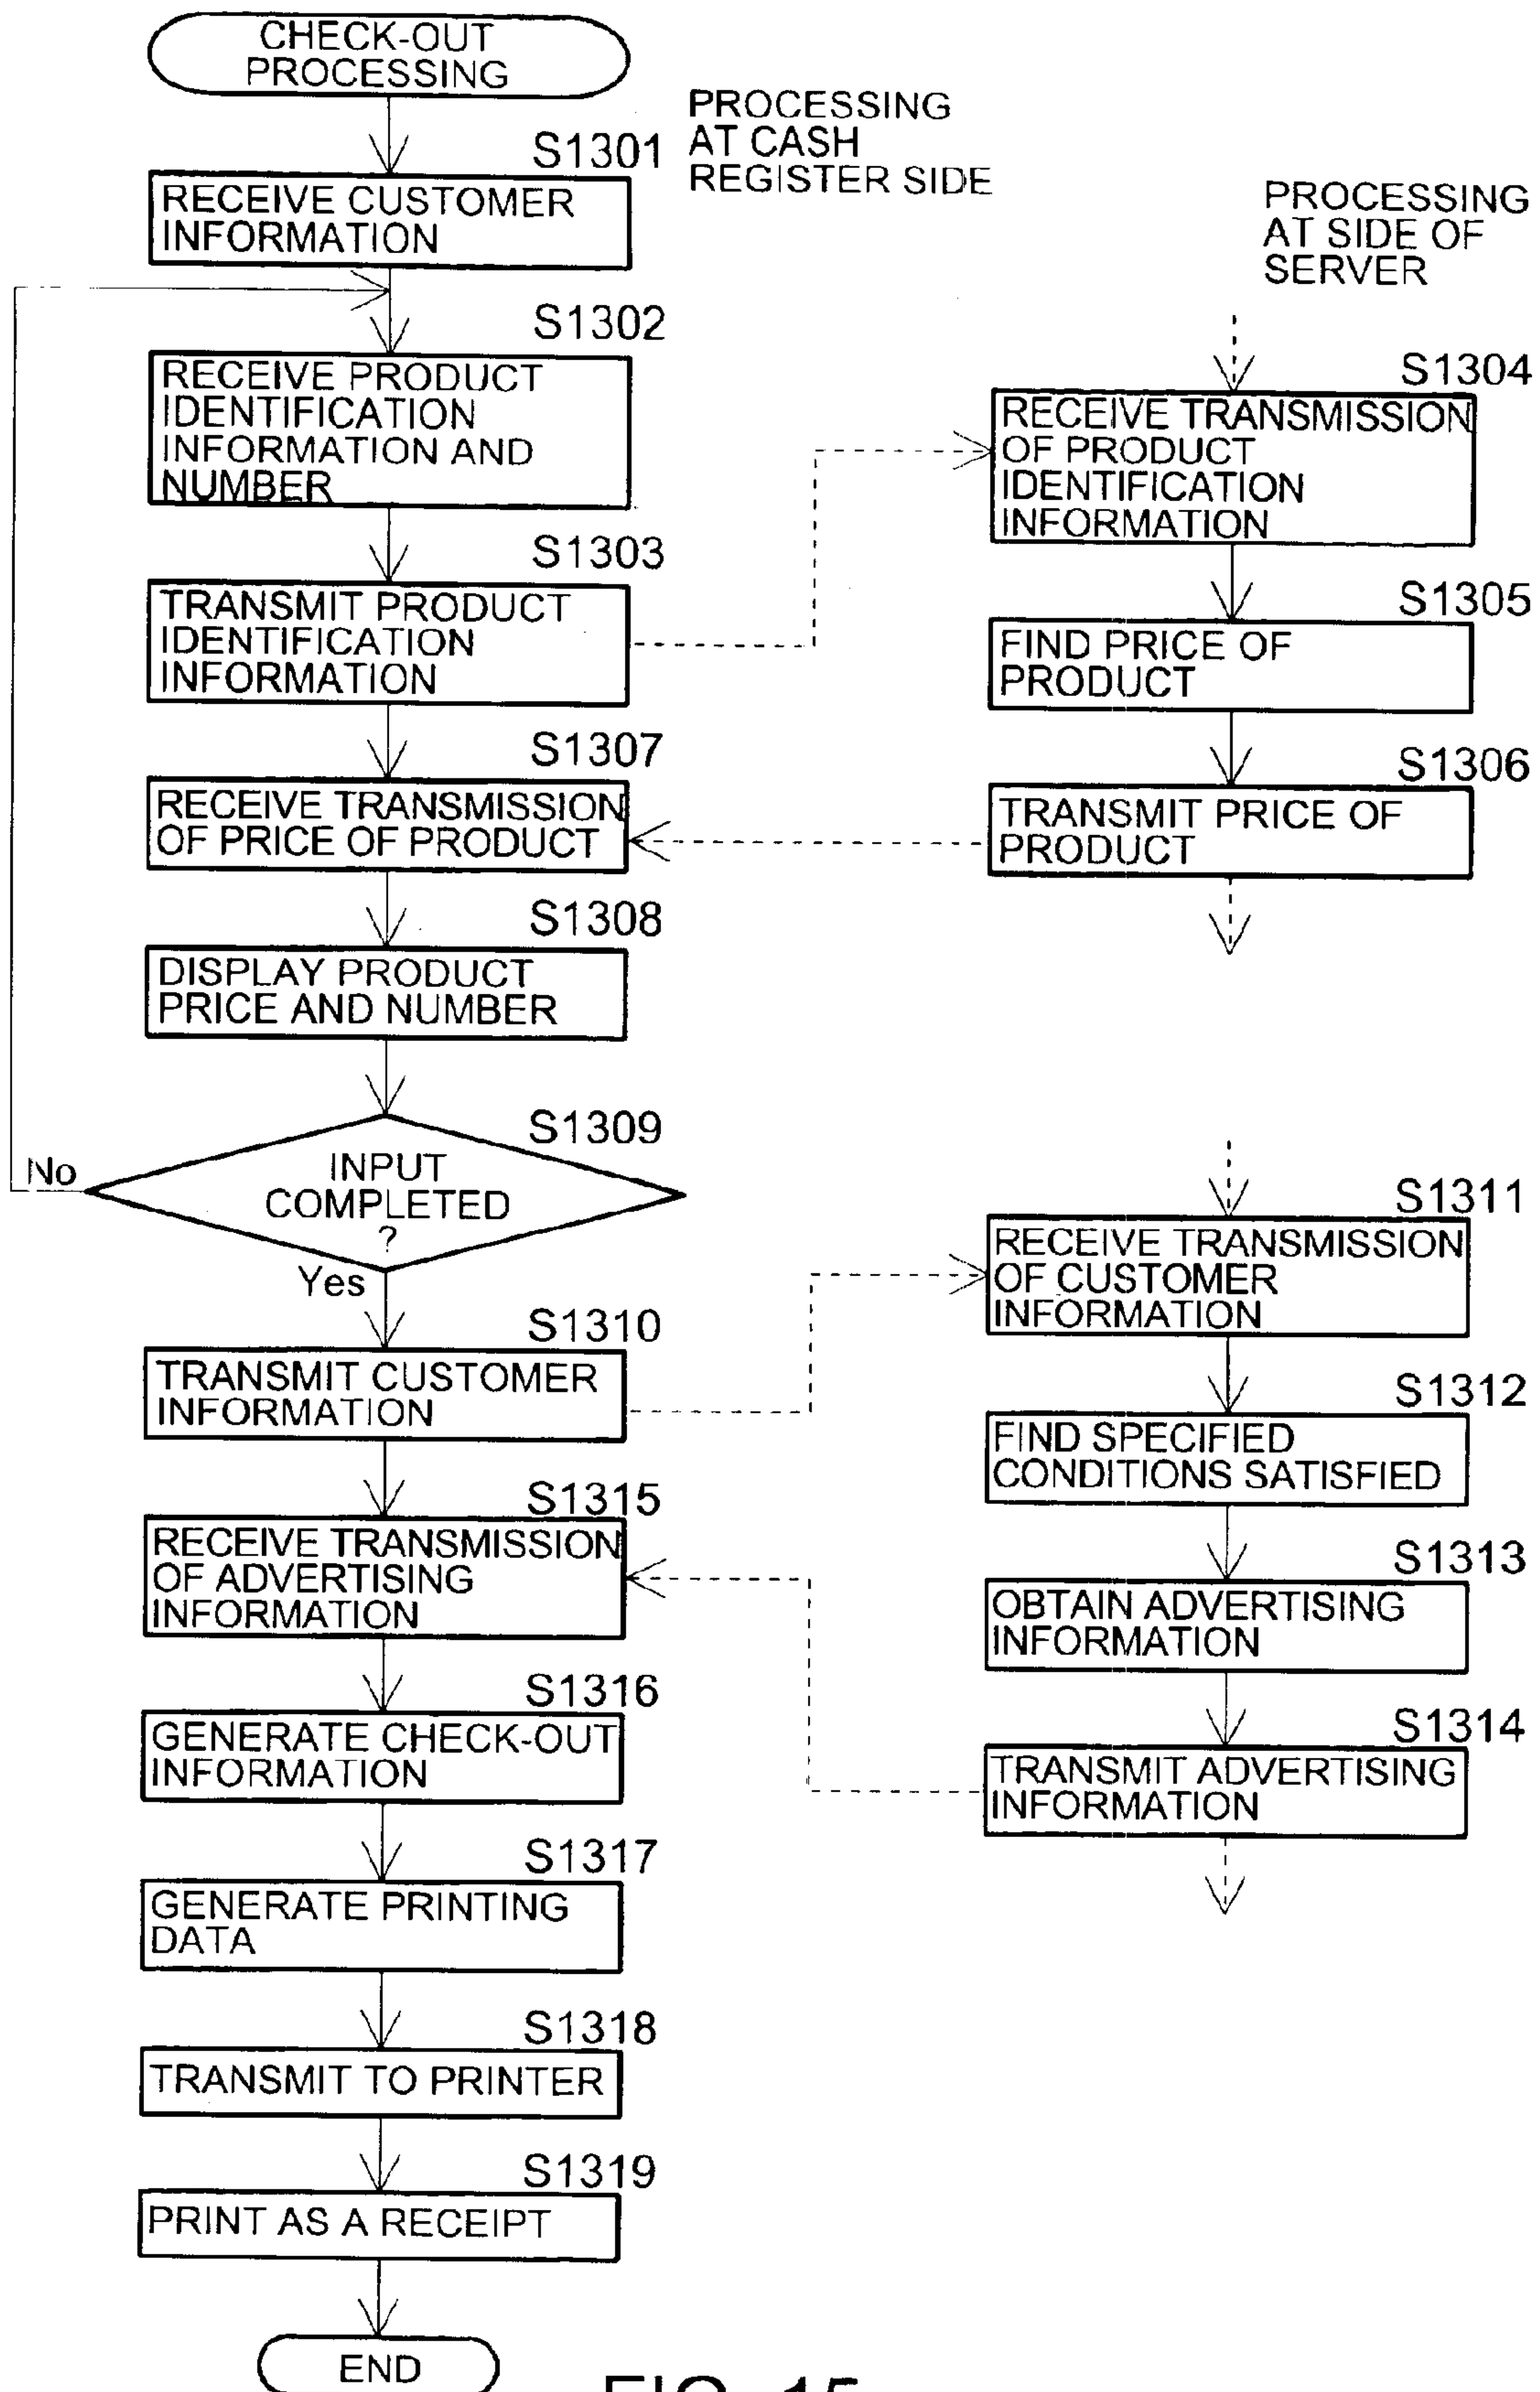 CHECK-OUT
PROCESSING
PROCESSING
AT CASH
REGISTER SIDE
PROCESSING
AT SIDE OF
SERVER
S1301
RECEIVE CUSTOMER
INFORMATION
S1302
RECEIVE PRODUCT
IDENTIFICATION
INFORMATION AND
NUMBER
S1303
TRANSMIT PRODUCT
IDENTIFICATION
INFORMATION
S1304
RECEIVE TRANSMISSION
OF PRODUCT
IDENTIFICATION
INFORMATION
S1305
FIND PRICE OF
PRODUCT
S1306
TRANSMIT PRICE OF
PRODUCT
S1307
RECEIVE TRANSMISSION
OF PRICE OF PRODUCT
S1308
DISPLAY PRODUCT
PRICE AND NUMBER
S1309
INPUT
COMPLETED
?
No
Yes
S1310
TRANSMIT CUSTOMER
INFORMATION
S1311
RECEIVE TRANSMISSION
OF CUSTOMER
INFORMATION
S1312
FIND SPECIFIED
CONDITIONS SATISFIED
S1313
OBTAIN ADVERTISING
INFORMATION
S1314
TRANSMIT ADVERTISING
INFORMATION
S1315
RECEIVE TRANSMISSION
OF ADVERTISING
INFORMATION
S1316
GENERATE CHECK-OUT
INFORMATION
S1317
GENERATE PRINTING
DATA
S1318
TRANSMIT TO PRINTER
S1319
PRINT AS A RECEIPT
END
FIG. 15